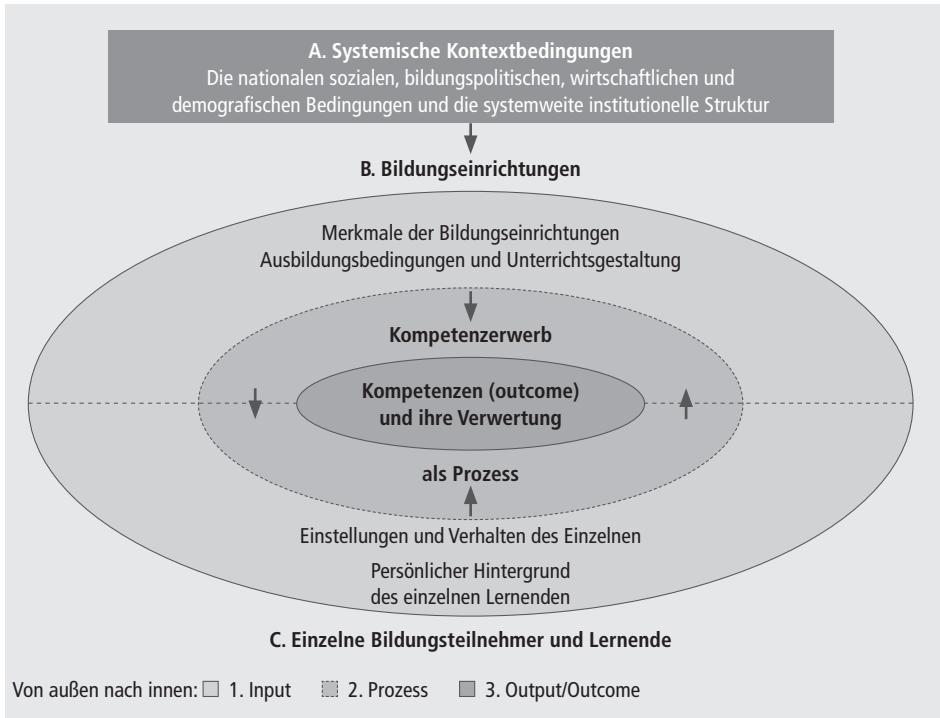 A. Systemische Kontextbedingungen
Die nationalen sozialen, bildungspolitischen, wirtschaftlichen und
demografischen Bedingungen und die systemweite institutionelle Struktur
B. Bildungseinrichtungen
Merkmale der Bildungseinrichtungen
Ausbildungsbedingungen und Unterrichtsgestaltung
Kompetenzerwerb
Kompetenzen (outcome)
und ihre Verwertung
als Prozess
Einstellungen und Verhalten des Einzelnen
Persönlicher Hintergrund
des einzelnen Lernenden
C. Einzelne Bildungsteilnehmer und Lernende
Von außen nach innen: 1. Input 2. Prozess 3. Output/Outcome